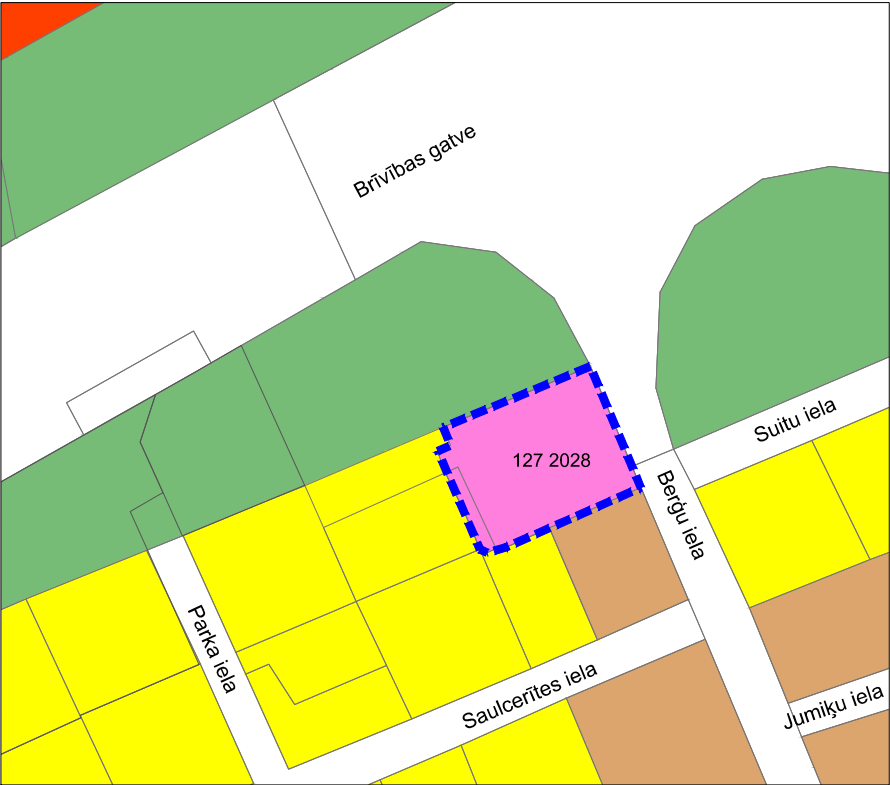 Brīvības gatve
Suitu iela
127 2028
Berģu iela
Parka iela
Saulcerītes iela
Jumiķu iela